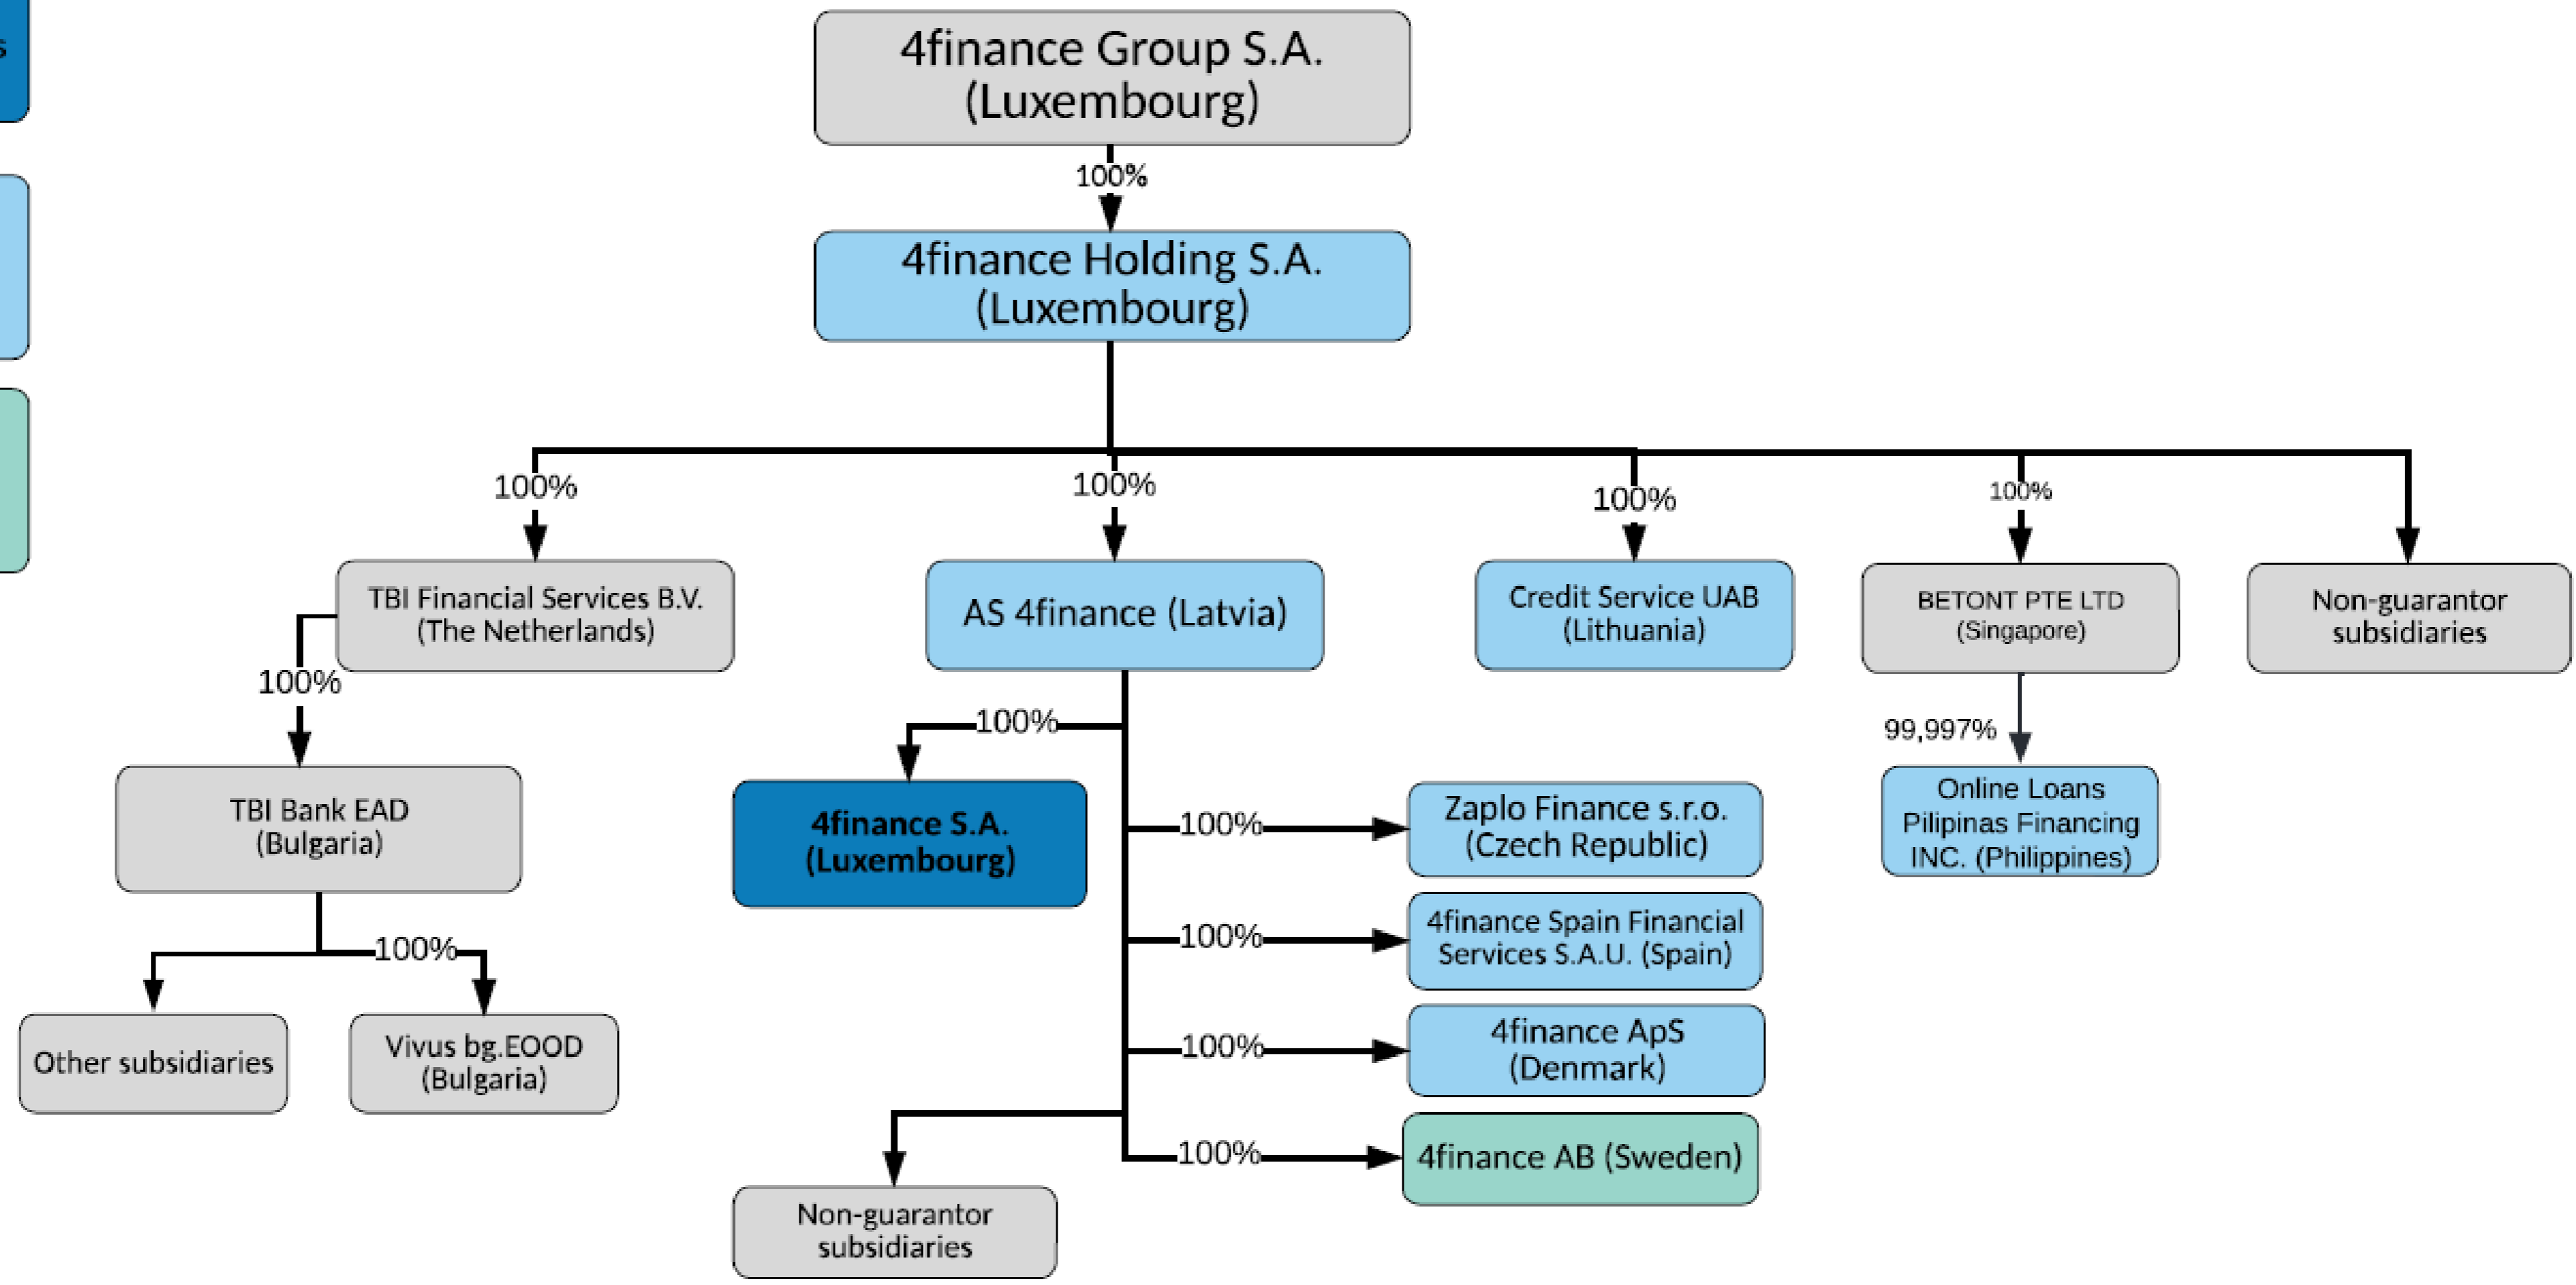 4finance Group S.A.
(Luxembourg)
100%
4finance Holding S.A.
(Luxembourg)
100%
100%
100%
100%
TBI Financial Services B.V.
(The Netherlands)
AS 4finance (Latvia)
Credit Service UAB
(Lithuania)
BETONT PTE LTD
(Singapore)
Non-guarantor
subsidiaries
100%
100%
99,997%
TBI Bank EAD
(Bulgaria)
4finance S.A.
(Luxembourg)
100%
Zaplo Finance s.r.o.
(Czech Republic)
Online Loans
Pilipinas Financing
INC. (Philippines)
100%
4finance Spain Financial
Services S.A.U. (Spain)
100%
Other subsidiaries
Vivus bg.EOOD
(Bulgaria)
100%
4finance ApS
(Denmark)
100%
4finance AB (Sweden)
Non-guarantor
subsidiaries